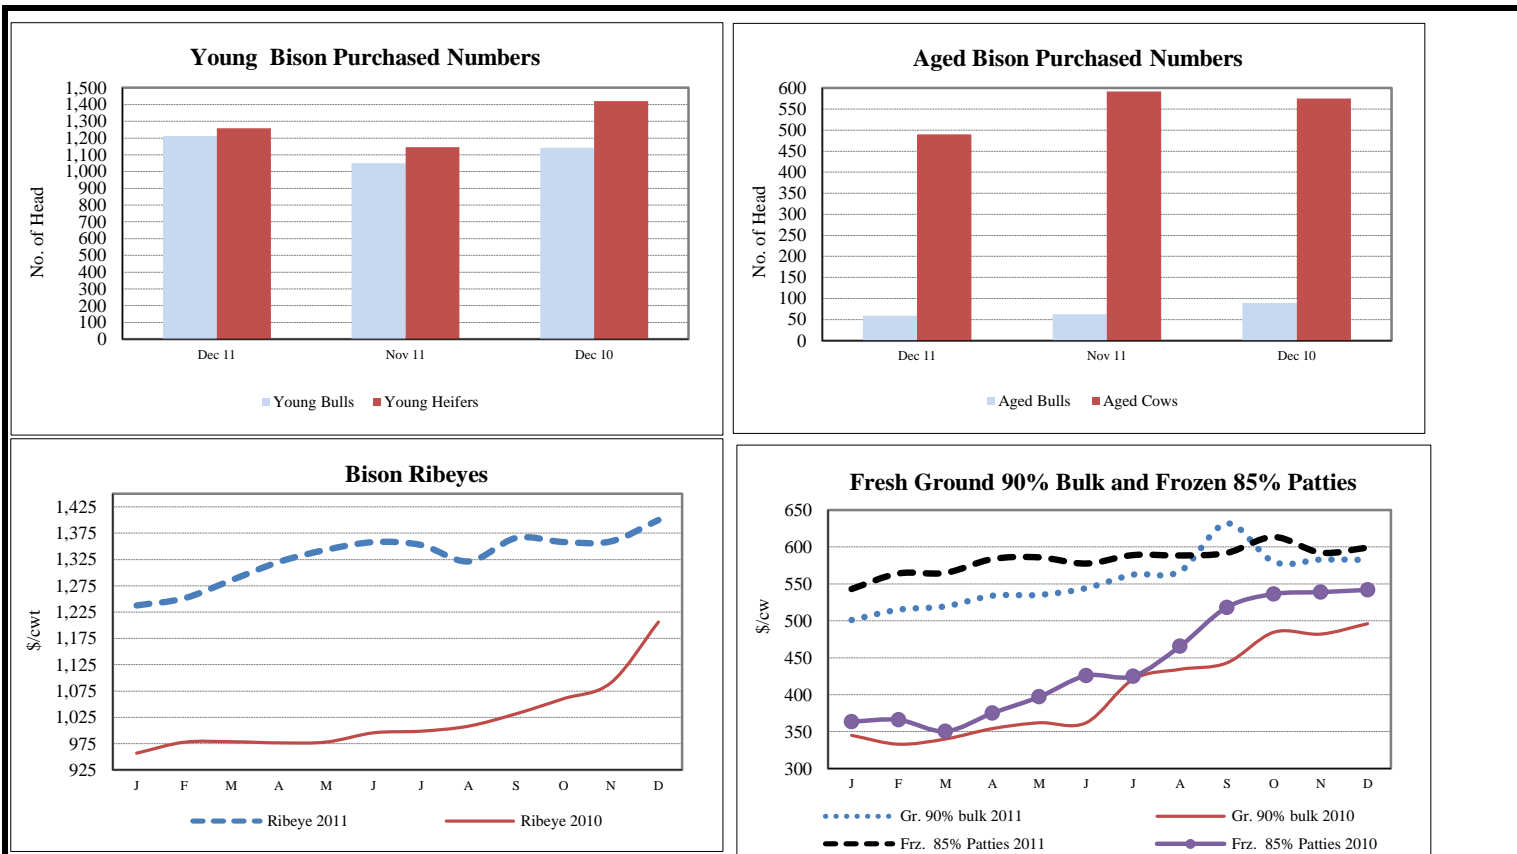 Young Bison Purchased Numbers
1,500
1,400
1,300
1,200
1,100
1,000
900
800
700
600
500
400
300
200
100
0
No. of Head
Dec 11 Nov 11 Dec 10
Young Bulls Young Heifers
Aged Bison Purchased Numbers
600
550
500
450
400
350
300
250
200
150
100
50
0
No. of Head
Dec 11 Nov 11 Dec 10
Aged Bulls Aged Cows
Bison Ribeyes
1,425
1,375
1,325
1,275
1,225
1,175
1,125
1,075
1,025
975
925
$/cwt
J F M A M J J A S O N D
Ribeye 2011 Ribeye 2010
Fresh Ground 90% Bulk and Frozen 85% Patties
650
600
550
500
450
400
350
300
$/cw
J F M A M J J A S O N D
Gr. 90% bulk 2011 Gr. 90% bulk 2010
Frz. 85% Patties 2011 Frz. 85% Patties 2010